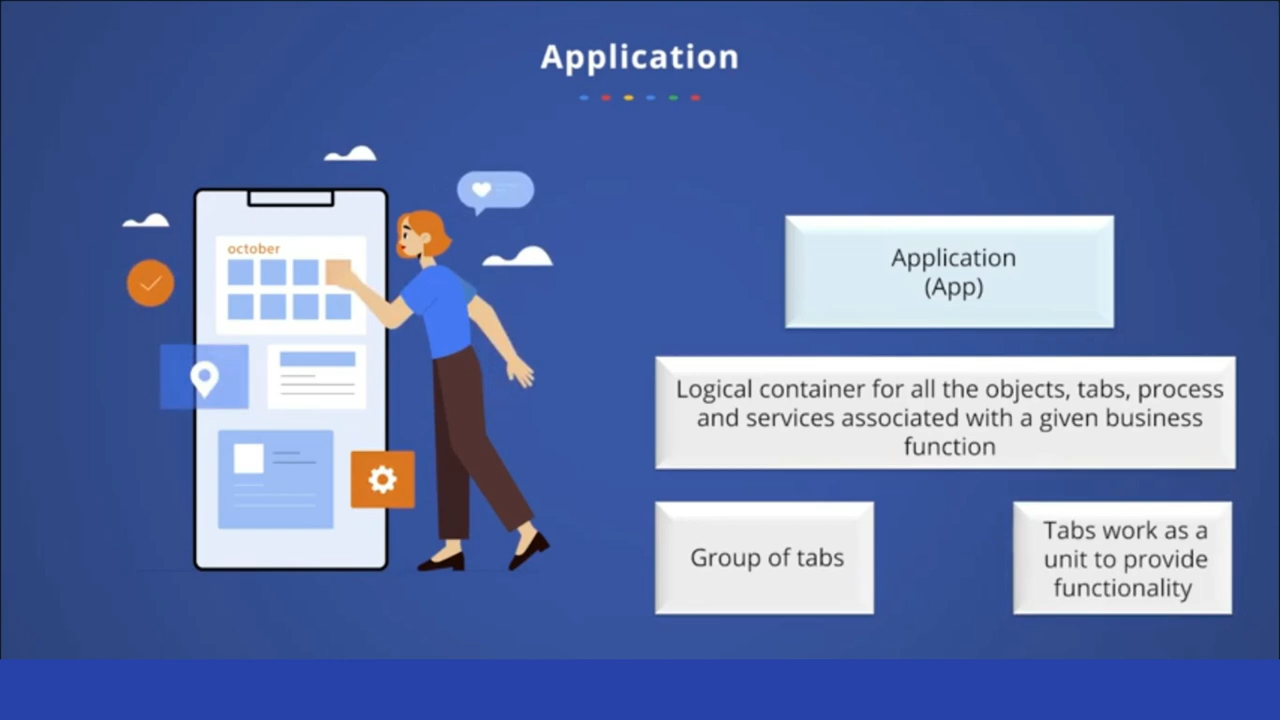 Application
october
Application
(App)
Logical container for all the objects, tabs, process
and services associated with a given business
function
Group of tabs
Tabs work as a
unit to provide
functionality